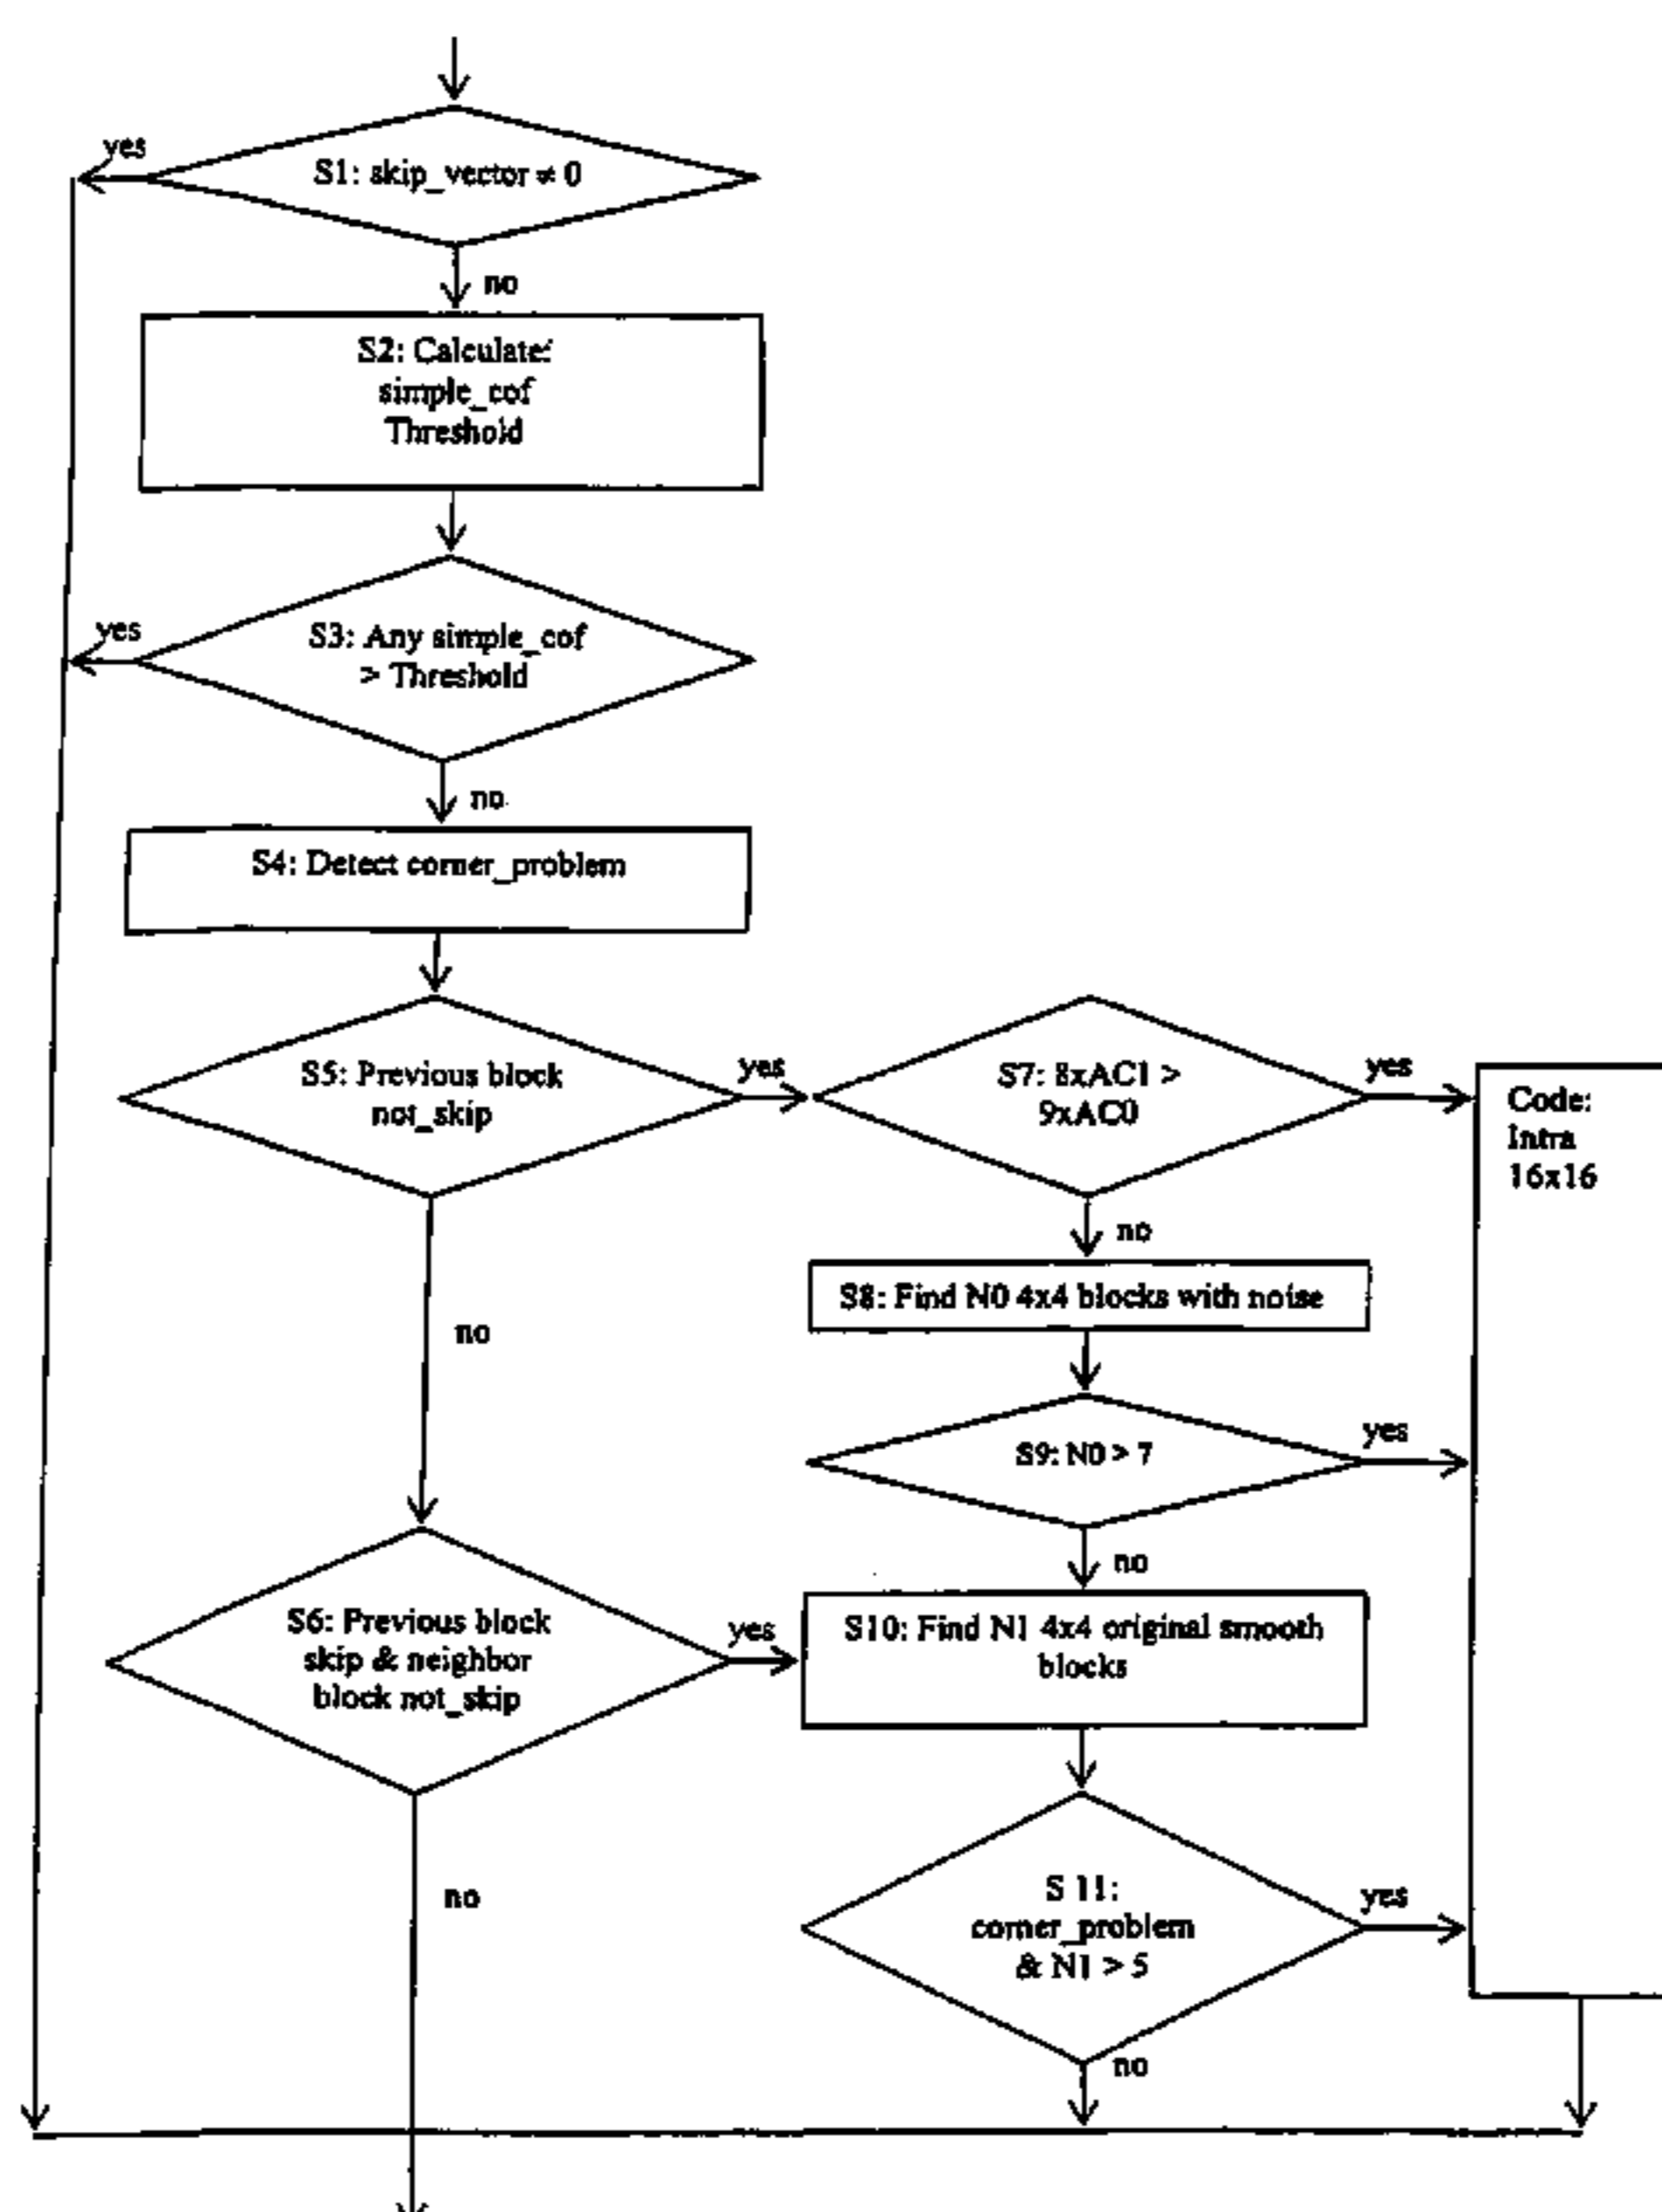 yes
S1: skip_vector ≠ 0
no
S2: Calculate:
simple_cof
Threshold
yes
S3: Any simple_cof
> Threshold
no
S4: Detect corner_problem
S5: Previous block
not_skip
yes
S7: 8xAC1 >
9xAC0
yes
Code:
Intra
16x16
no
S8: Find N0 4x4 blocks with noise
no
S9: N0 > 7
yes
no
S6: Previous block
skip & neighbor
block not_skip
yes
S10: Find N1 4x4 original smooth
blocks
no
S 11:
corner_problem
& N1 > 5
yes
no